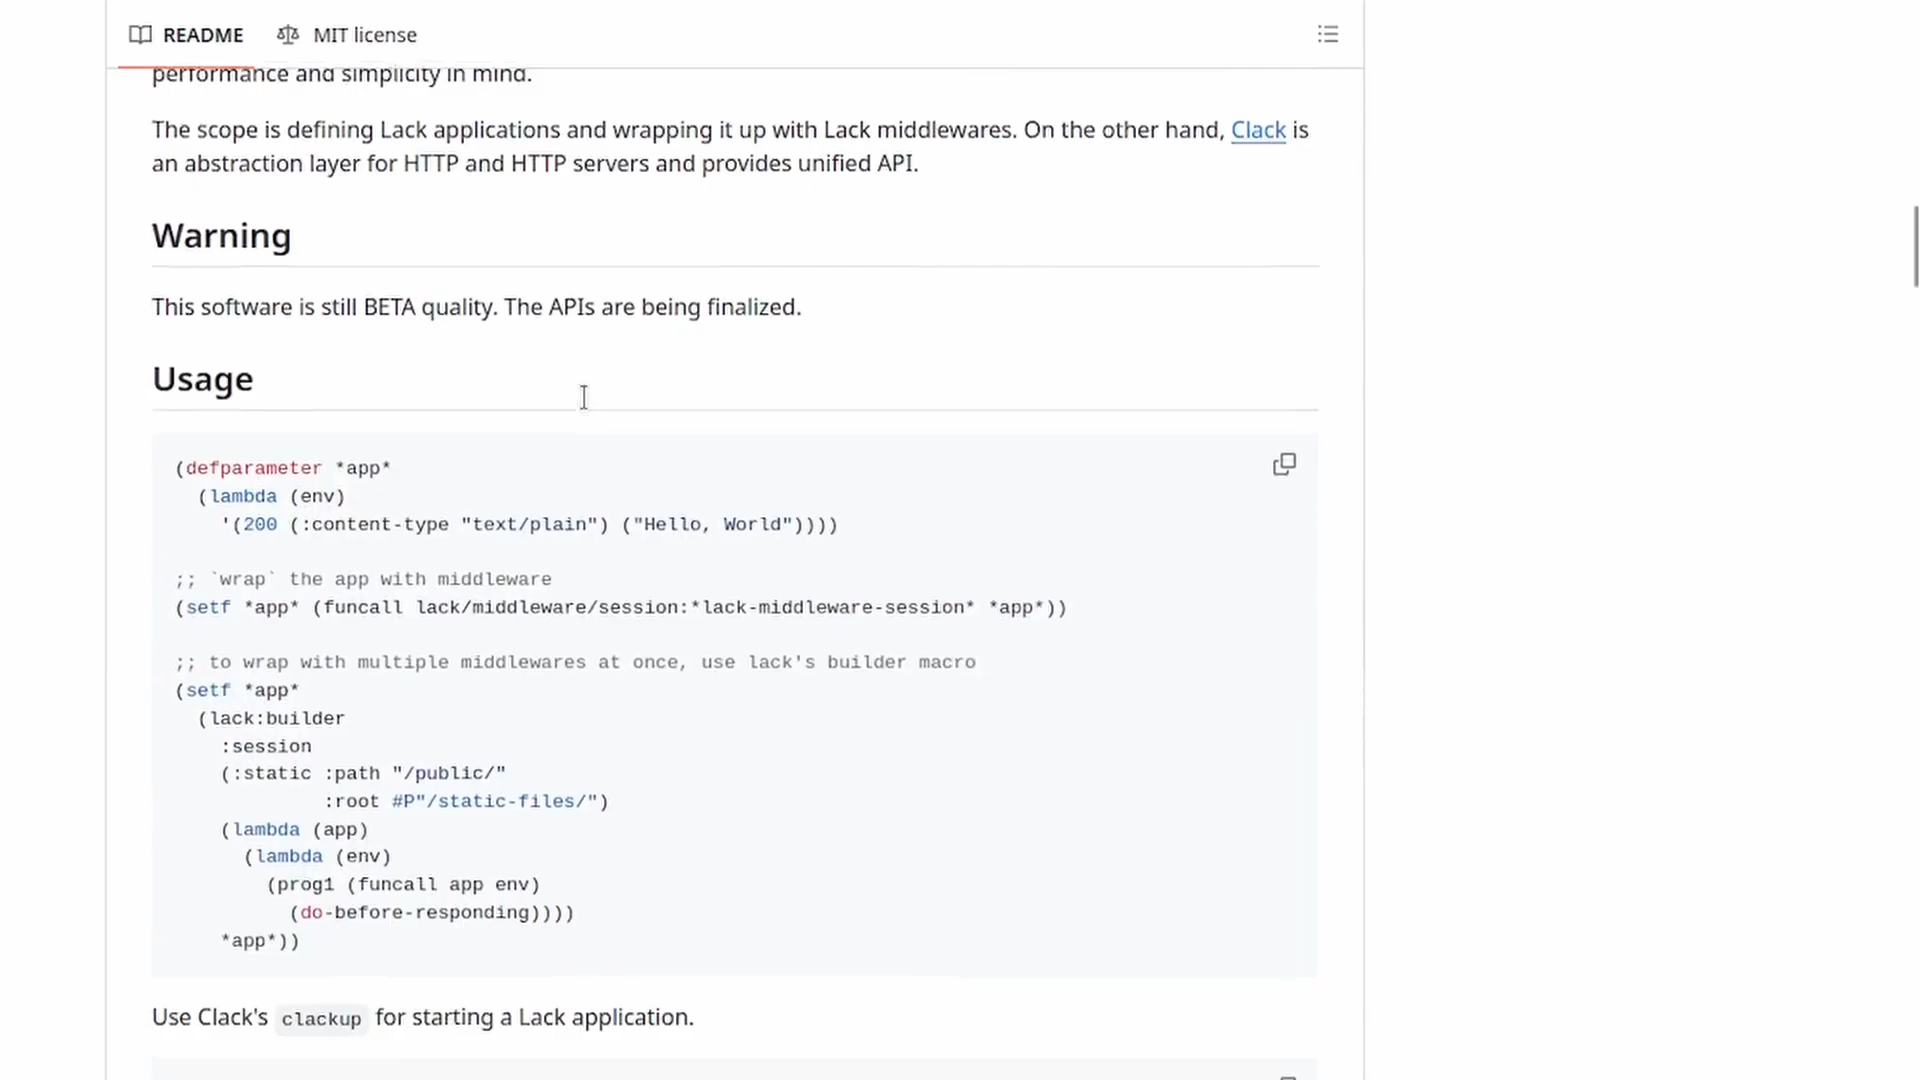 README MIT license
performance and simplicity in mind.
The scope is defining Lack applications and wrapping it up with Lack middlewares. On the other hand, Clack is
an abstraction layer for HTTP and HTTP servers and provides unified API.
Warning
This software is still BETA quality. The APIs are being finalized.
Usage
(defparameter *app*
  (lambda (env)
    '(200 (:content-type "text/plain") ("Hello, World"))))
;; `wrap` the app with middleware
(setf *app* (funcall lack/middleware/session:*lack-middleware-session* *app*))
;; to wrap with multiple middlewares at once, use lack's builder macro
(setf *app*
  (lack:builder
    :session
    (:static :path "/public/"
             :root #P"/static-files/")
    (lambda (app)
      (lambda (env)
        (prog1 (funcall app env)
          (do-before-responding))))
    *app*))
Use Clack's clackup for starting a Lack application.